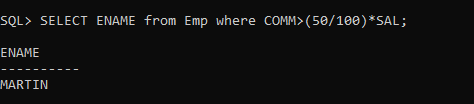 SQL> SELECT ENAME from Emp where COMM>(50/100)*SAL;
ENAME
----------
MARTIN